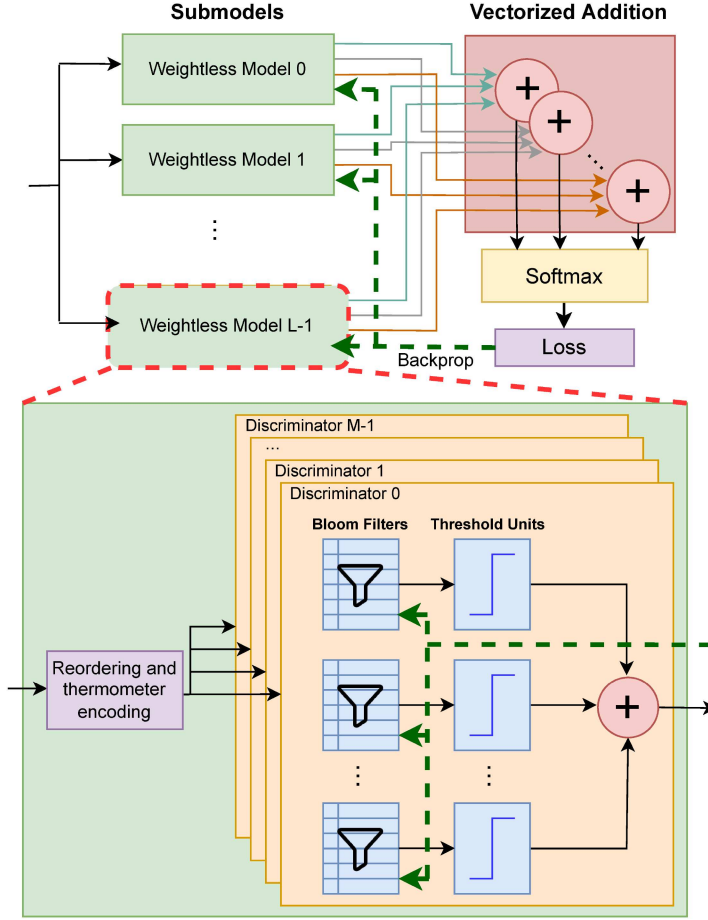 Submodels
Vectorized Addition
Weightless Model 0
+
Weightless Model 1
+
...
+
⋮
Softmax
Weightless Model L-1
Loss
Backprop
Discriminator M-1
...
Discriminator 1
Discriminator 0
Bloom Filters
Threshold Units
Reordering and
thermometer
encoding
+
⋮
⋮